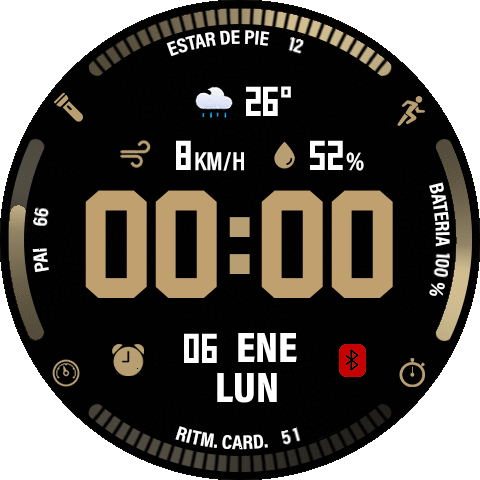 ESTAR DE PIE 12
26°
8KM/H 52%
PAI 66
00:00
BATERIA 100 %
06 ENE
LUN
RITM. CARD. 51